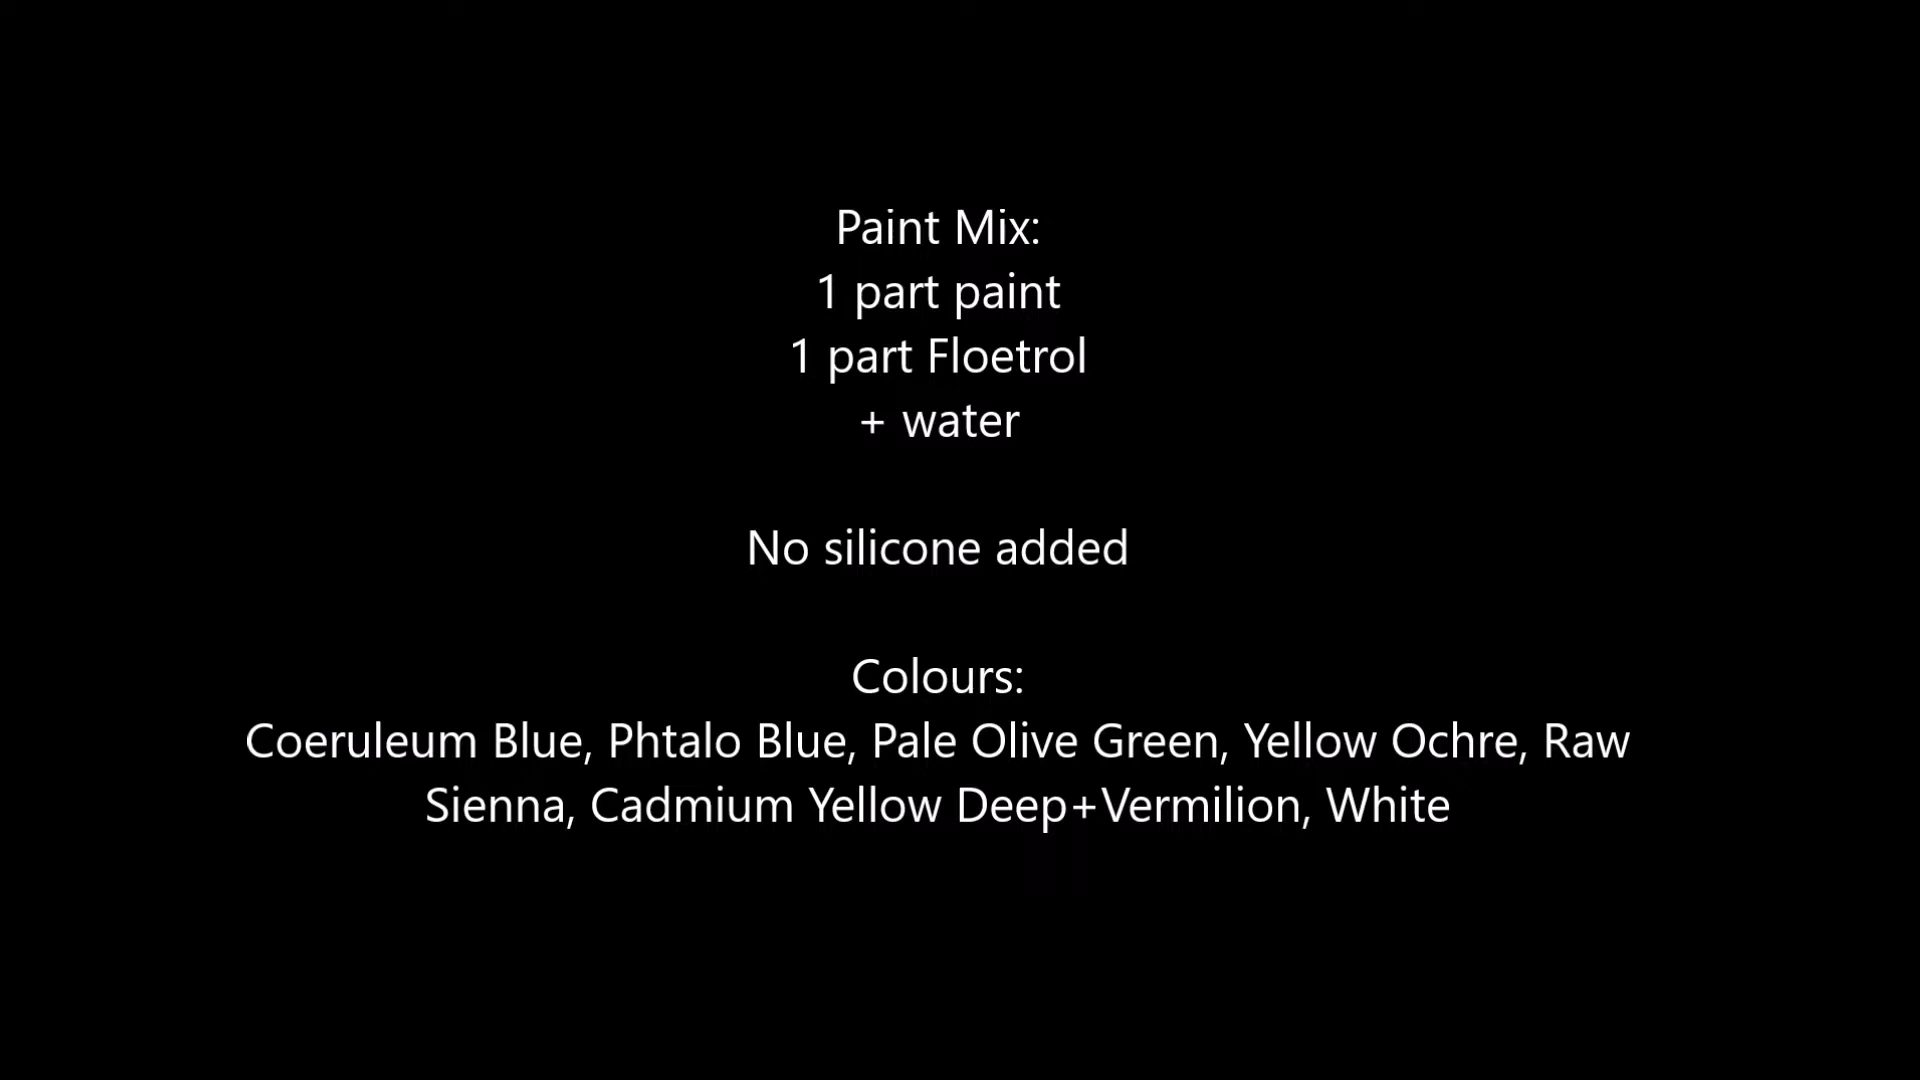 Paint Mix:
1 part paint
1 part Floetrol
+ water
No silicone added
Colours:
Coeruleum Blue, Phtalo Blue, Pale Olive Green, Yellow Ochre, Raw
Sienna, Cadmium Yellow Deep+Vermilion, White